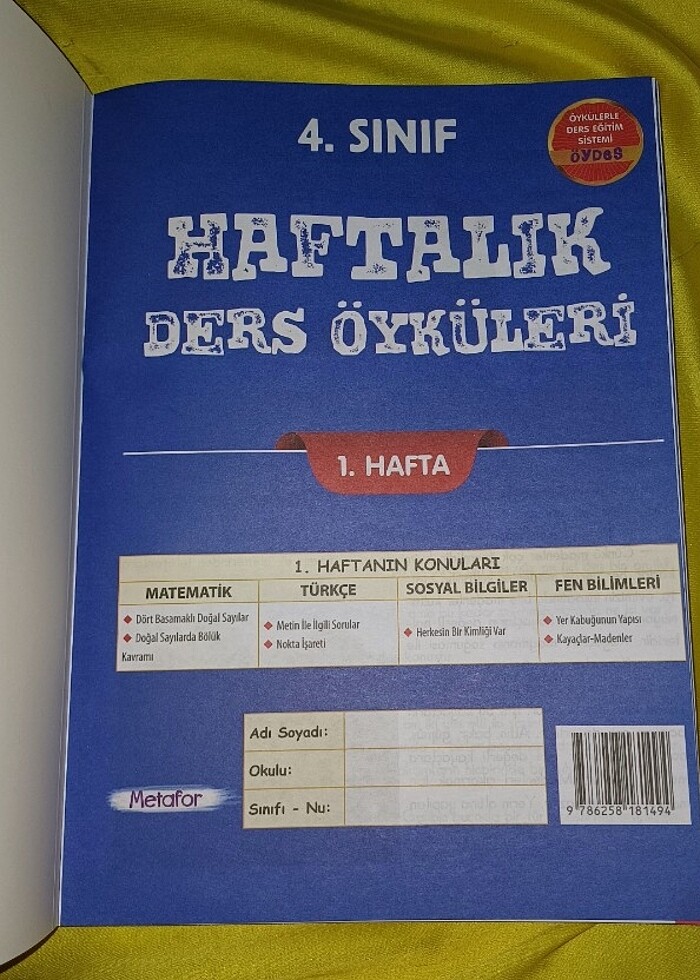 4. SINIF
ÖYKÜLERLE
DERS EĞİTİM
SİSTEMİ
ÖYDES
HAFTALIK
DERS ÖYKÜLERİ
1. HAFTA
1. HAFTANIN KONULARI
MATEMATİK TÜRKÇE SOSYAL BİLGİLER FEN BİLİMLERİ
Dört Basamaklı Doğal Sayılar
Doğal Sayılarda Bölük
Kavramı
Metin İle İlgili Sorular
Nokta İşareti
Herkesin Bir Kimliği Var
Yer Kabuğunun Yapısı
Kayaçlar-Madenler
Adı Soyadı:
Okulu:
Sınıfı - Nu:
Metafor
9 786258 181494